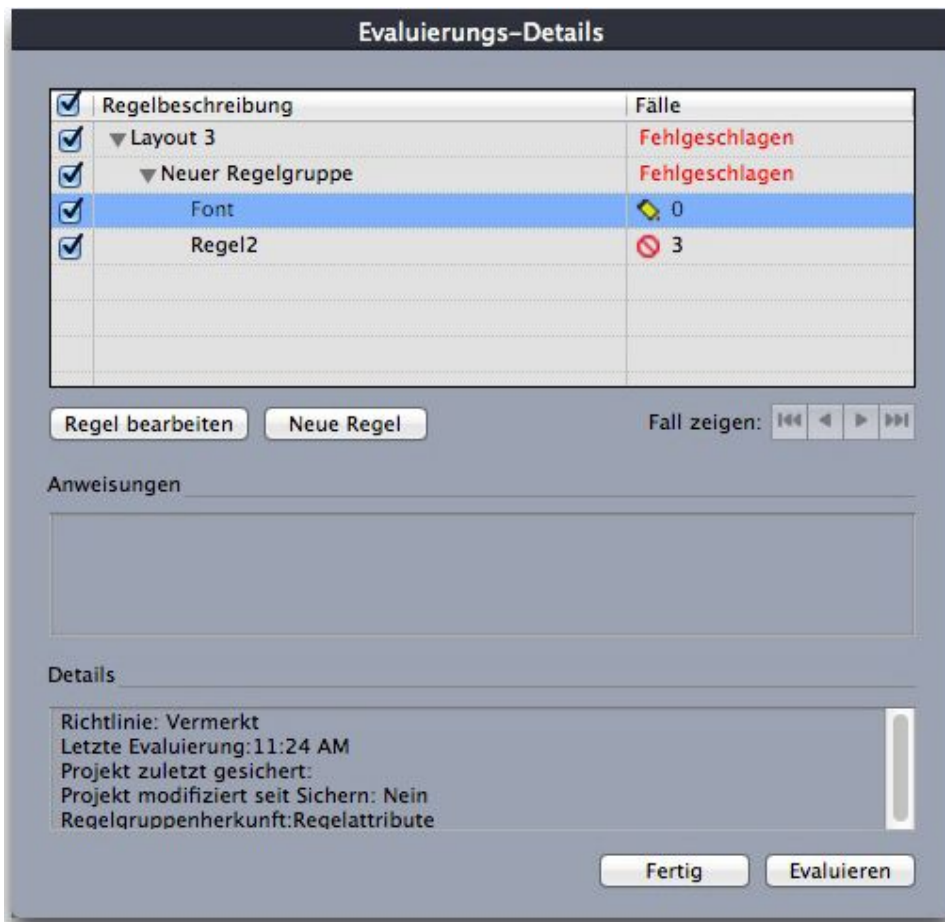 Evaluierungs-Details
Regelbeschreibung Fälle
Layout 3 Fehlgeschlagen
Neuer Regelgruppe Fehlgeschlagen
Font 0
Regel2 3
Regel bearbeiten Neue Regel Fall zeigen:
Anweisungen
Details
Richtlinie: Vermerkt
Letzte Evaluierung:11:24 AM
Projekt zuletzt gesichert:
Projekt modifiziert seit Sichern: Nein
Regelgruppenherkunft:Regelattribute
Fertig Evaluieren